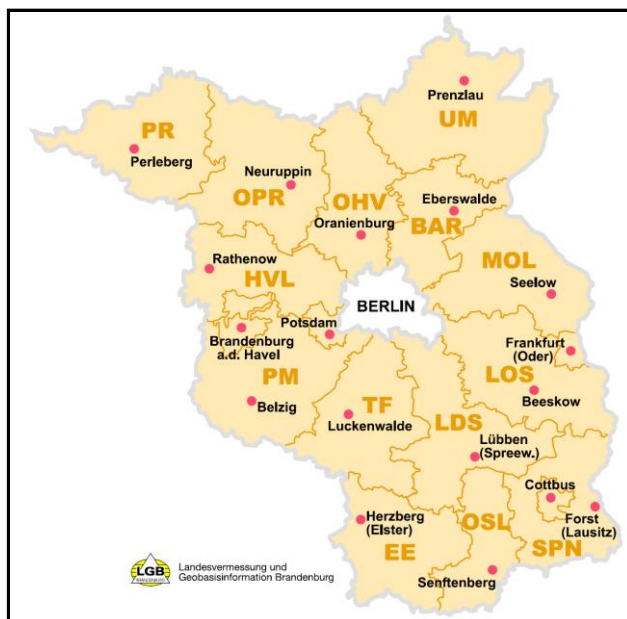 Prenzlau
UM
PR
Perleberg
Neuruppin
OPR
OHV
Oranienburg
Eberswalde
BAR
Rathenow
HVL
MOL
Seelow
BERLIN
Potsdam
Brandenburg
a.d. Havel
Frankfurt
(Oder)
PM
LOS
Beeskow
Belzig
TF
Luckenwalde
LDS
Lübben
(Spreew.)
Cottbus
Herzberg
(Elster)
OSL
Forst
(Lausitz)
EE
SPN
Senftenberg
LGB
BRANDENBURG
Landesvermessung und
Geobasisinformation Brandenburg